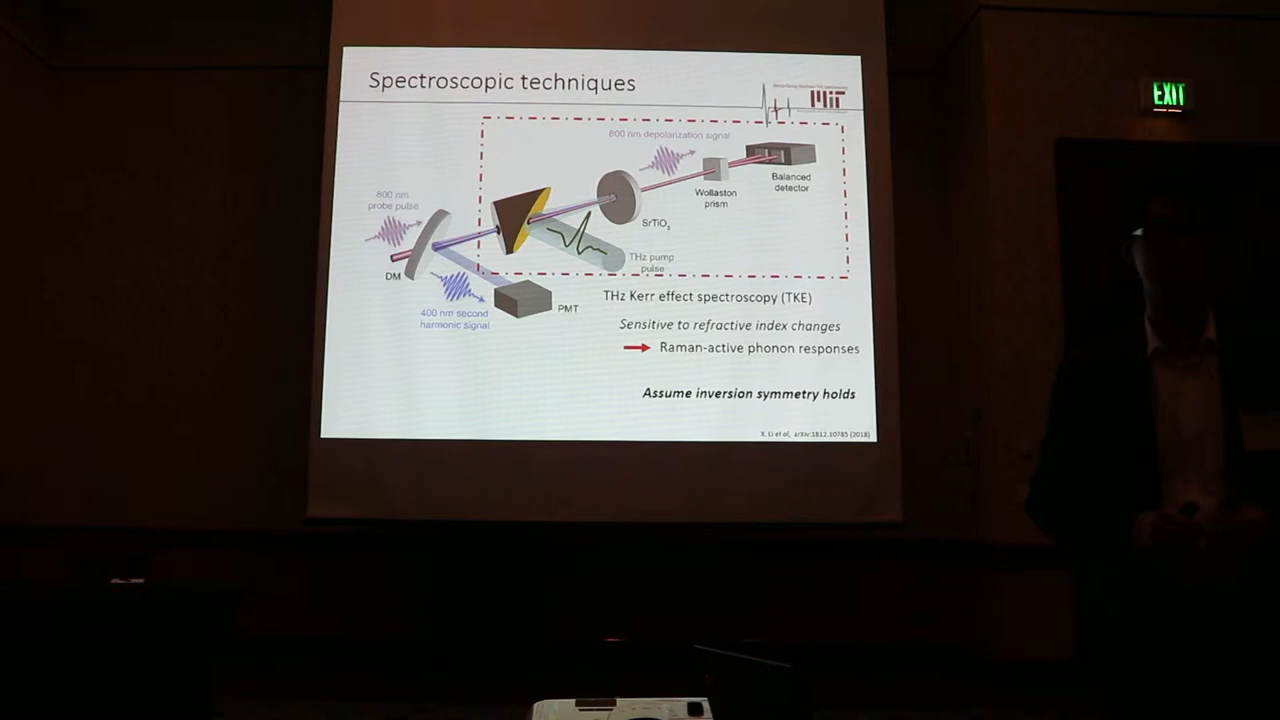 Spectroscopic techniques
MIT
800 nm depolarization signal
Balanced
detector
Wollaston
prism
800 nm
probe pulse
SrTiO3
THz pump
pulse
DM
400 nm second
harmonic signal
PMT
THz Kerr effect spectroscopy (TKE)
Sensitive to refractive index changes
Raman-active phonon responses
Assume inversion symmetry holds
X. Li et al, arXiv:1812.10785 (2018)
EXIT